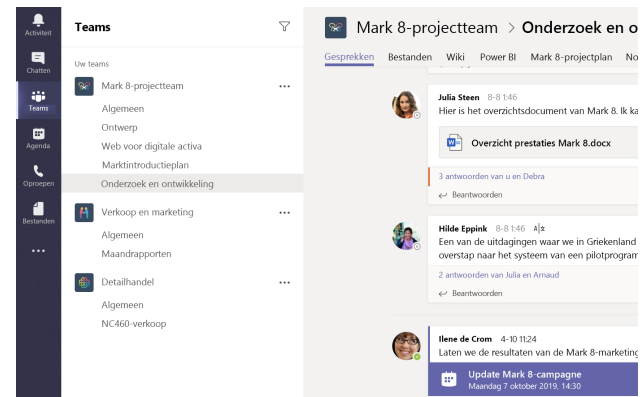 Activiteit
Chatten
Teams
Agenda
Oproepen
Bestanden
Teams
Uw teams
Mark 8-projectteam
Algemeen
Ontwerp
Web voor digitale activa
Marktintroductieplan
Onderzoek en ontwikkeling
Verkoop en marketing
Algemeen
Maandrapporten
Detailhandel
Algemeen
NC460-verkoop
Mark 8-projectteam > Onderzoek en o
Gesprekken Bestanden Wiki Power BI Mark 8-projectplan No
Julia Steen 8-8 1:46
Hier is het overzichtsdocument van Mark 8. Ik ka
Overzicht prestaties Mark 8.docx
3 antwoorden van u en Debra
Beantwoorden
Hilde Eppink 8-8 1:46
Een van de uitdagingen waar we in Griekenland
overstap naar het systeem van een pilotprogram
2 antwoorden van Julia en Arnaud
Beantwoorden
Ilene de Crom 4-10 11:24
Laten we de resultaten van de Mark 8-marketing
Update Mark 8-campagne
Maandag 7 oktober 2019, 14:30